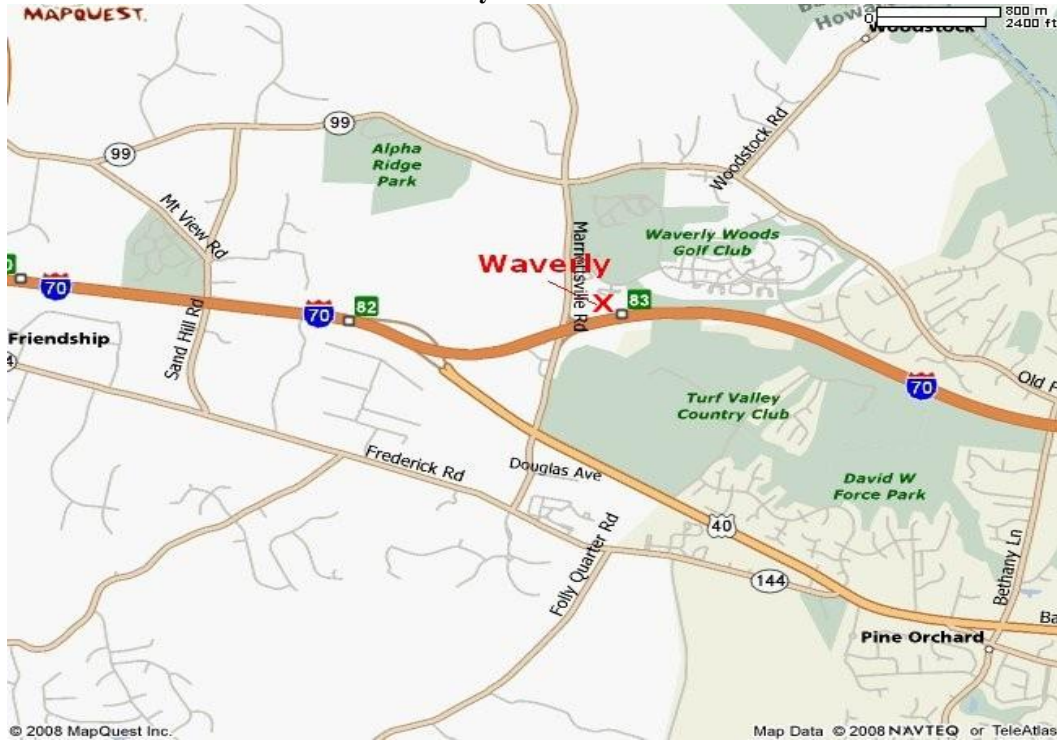 MAPQUEST.
0
800 m
2400 ft
Howard
Woodstock
99
99
Alpha
Ridge
Park
Woodstock Rd
Mt View Rd
Marriottsville Rd
Waverly Woods
Golf Club
Waverly
X
83
82
70
70
Friendship
Sand Hill Rd
70
Old
Turf Valley
Country Club
Frederick Rd
Douglas Ave
David W
Force Park
40
Folly Quarter Rd
144
Bethany Ln
Pine Orchard
© 2008 MapQuest Inc.
Map Data © 2008 NAVTEQ or TeleAtlas